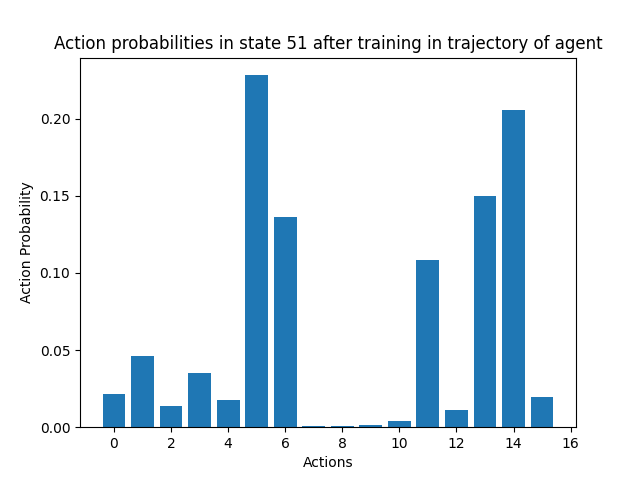 Action probabilities in state 51 after training in trajectory of agent
0.20
0.15
0.10
0.05
0.00
Action Probability
0 2 4 6 8 10 12 14 16
Actions